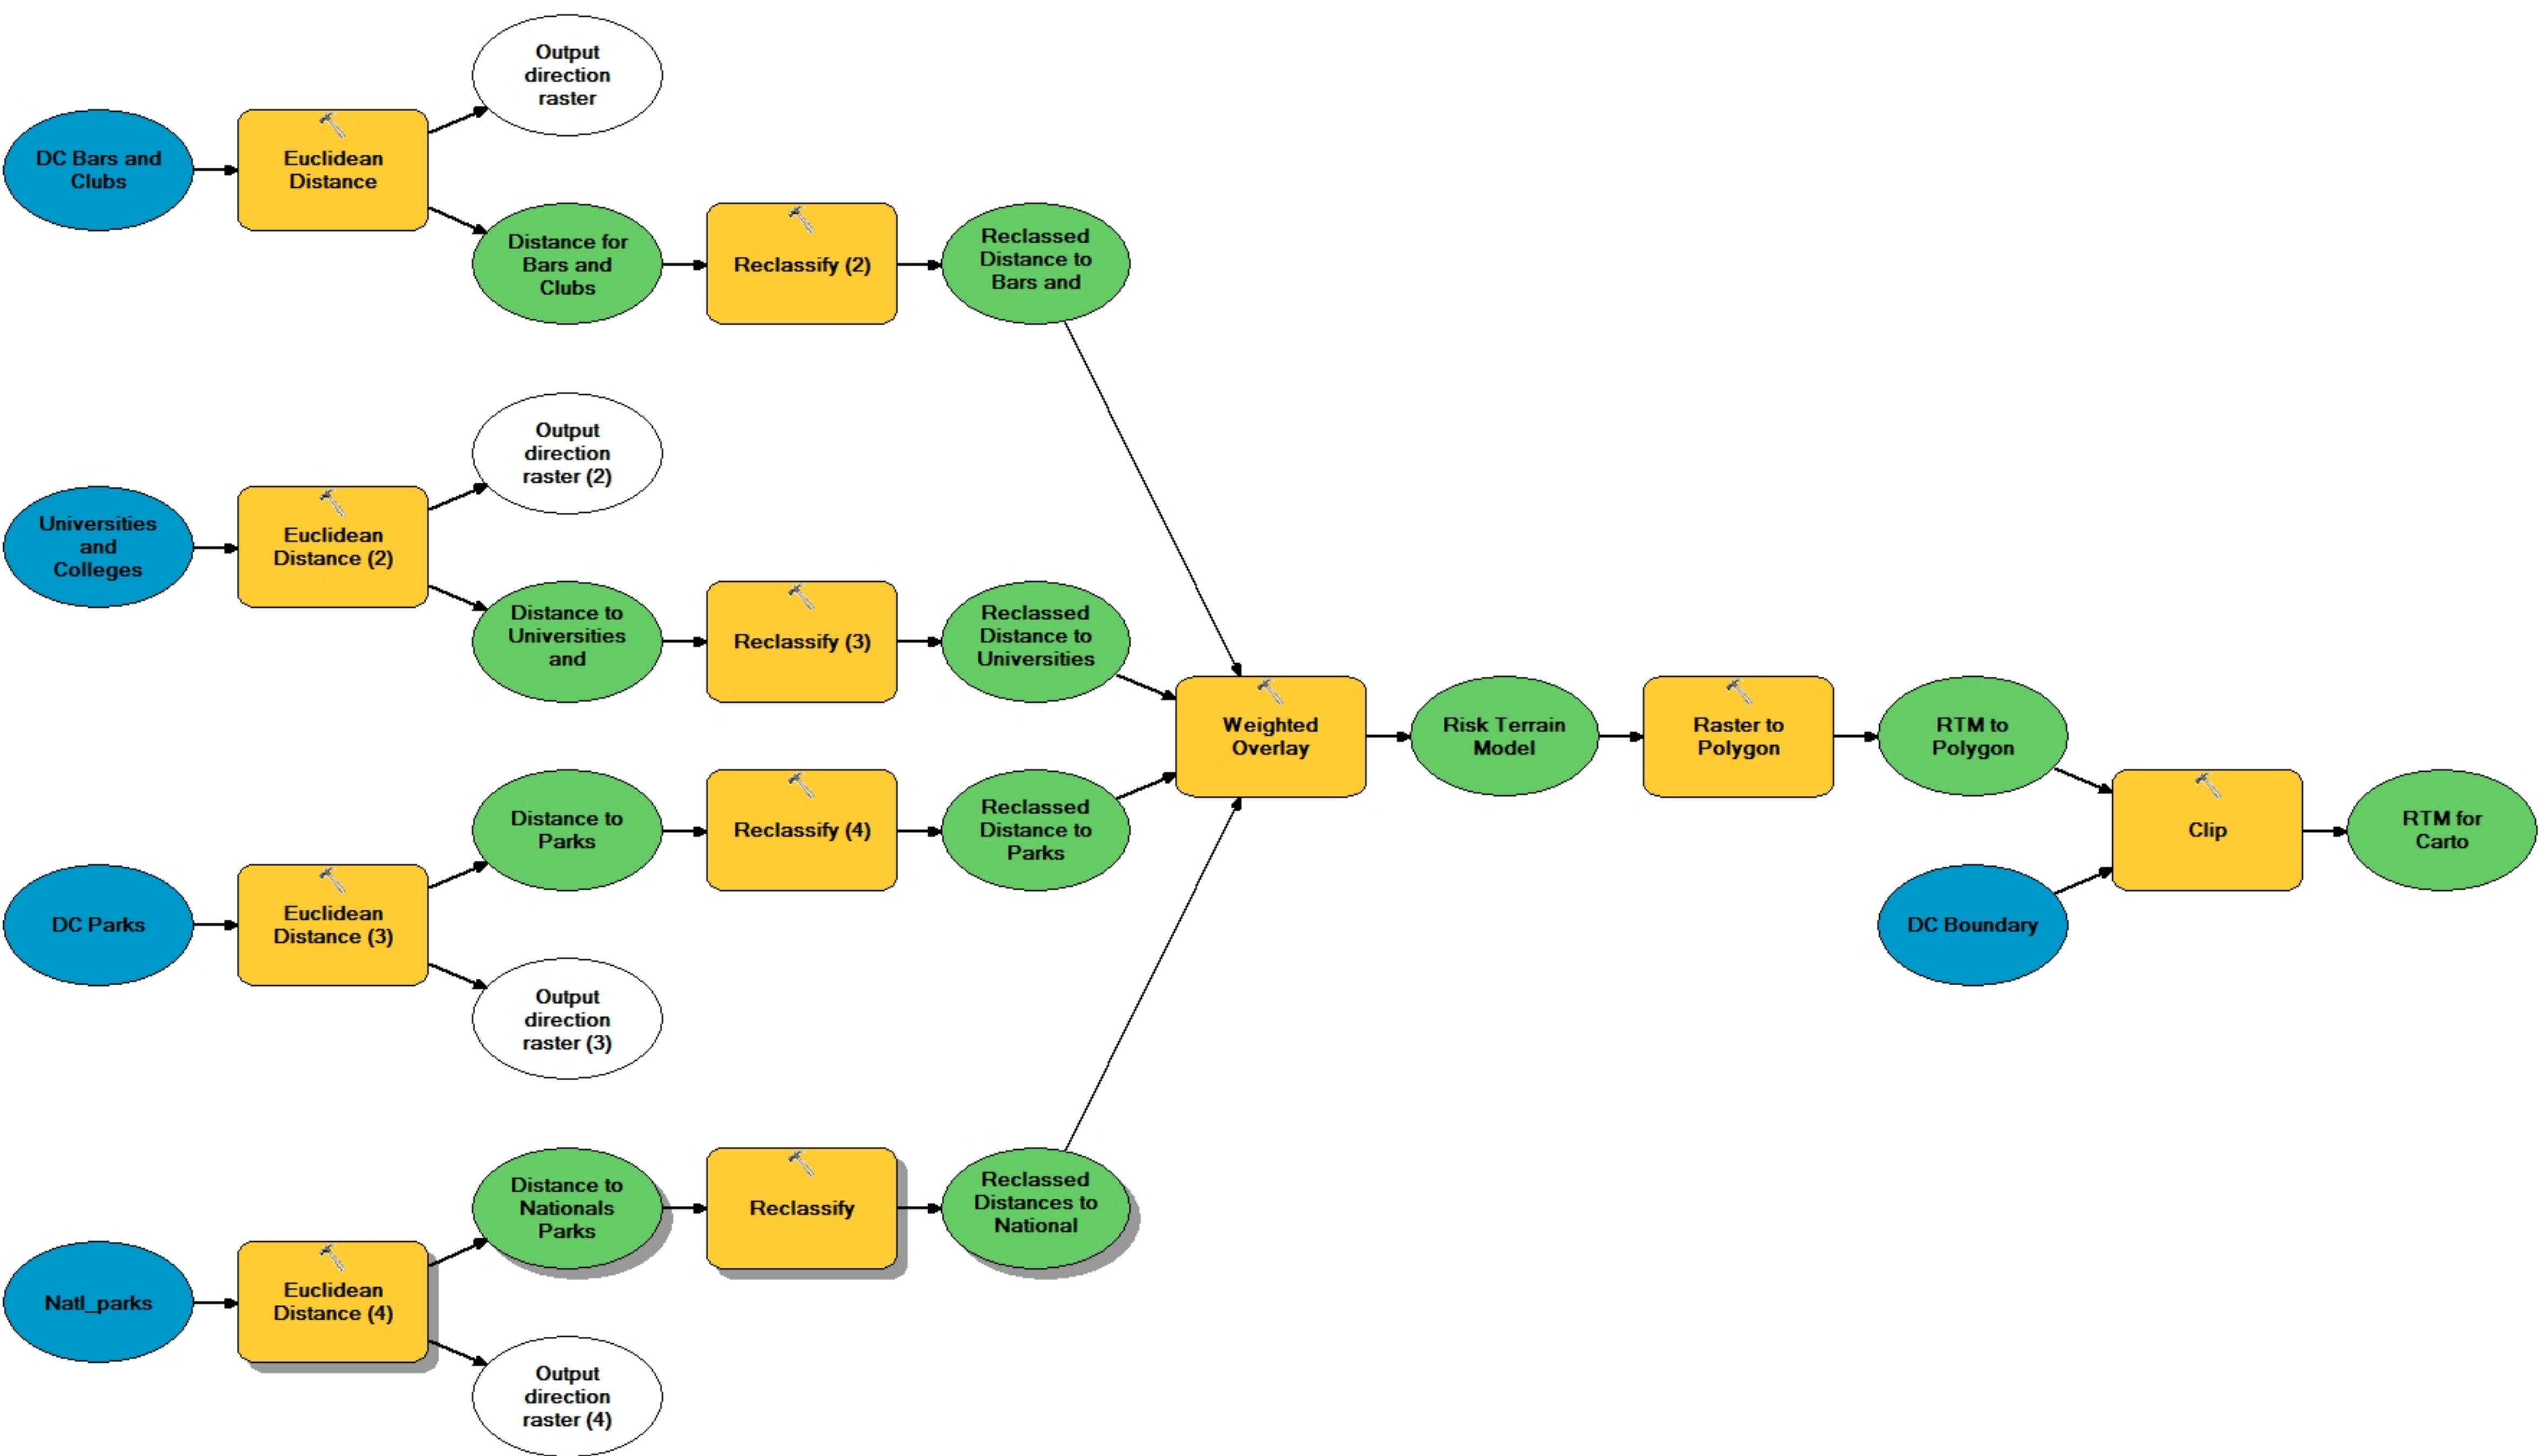 Output
direction
raster
DC Bars and
Clubs
Euclidean
Distance
Distance for
Bars and
Clubs
Reclassify (2)
Reclassed
Distance to
Bars and
Output
direction
raster (2)
Universities
and
Colleges
Euclidean
Distance (2)
Distance to
Universities
and
Reclassify (3)
Reclassed
Distance to
Universities
Weighted
Overlay
Risk Terrain
Model
Raster to
Polygon
RTM to
Polygon
Distance to
Parks
Reclassify (4)
Reclassed
Distance to
Parks
Clip
RTM for
Carto
DC Parks
Euclidean
Distance (3)
DC Boundary
Output
direction
raster (3)
Distance to
Nationals
Parks
Reclassify
Reclassed
Distances to
National
Natl_parks
Euclidean
Distance (4)
Output
direction
raster (4)